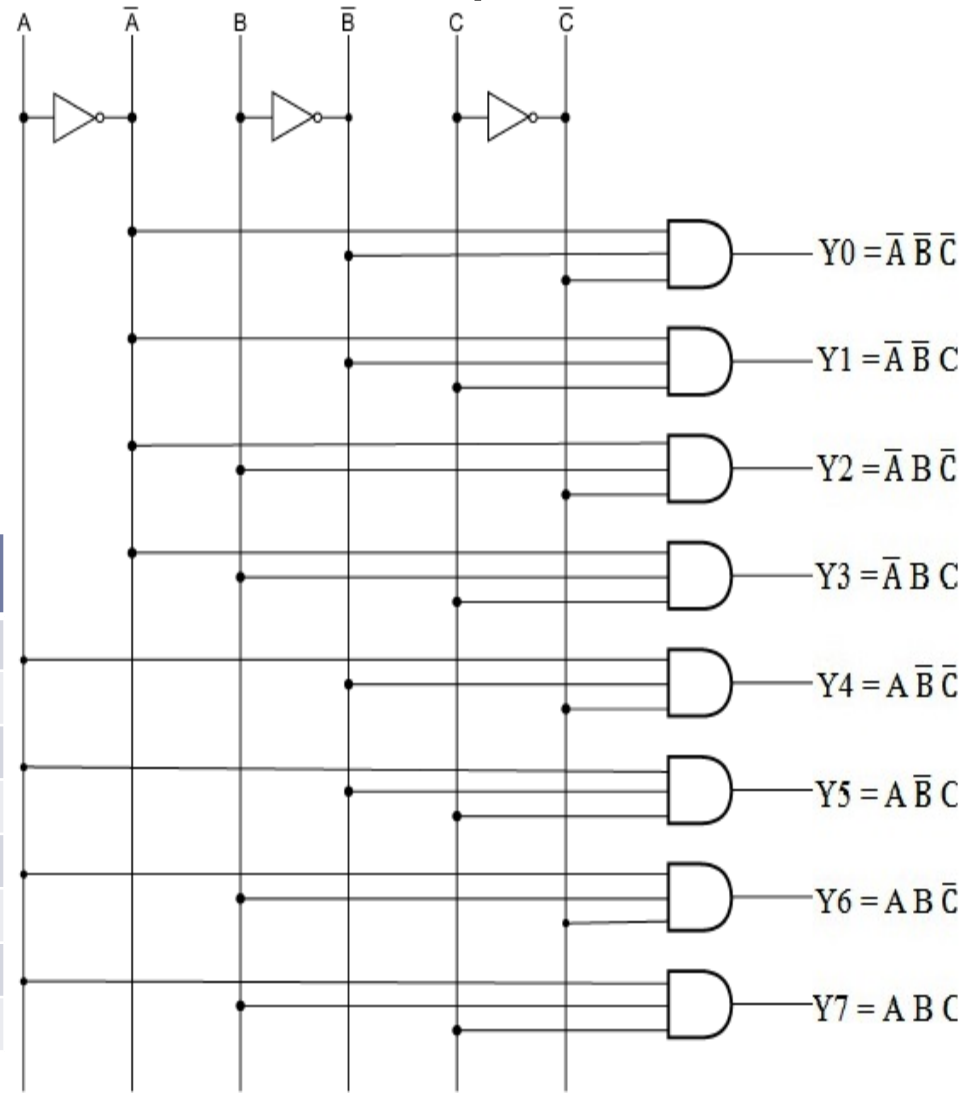 A A̅ B B̅ C C̅
Y0 = A̅ B̅ C̅
Y1 = A̅ B̅ C
Y2 = A̅ B C̅
Y3 = A̅ B C
Y4 = A B̅ C̅
Y5 = A B̅ C
Y6 = A B C̅
Y7 = A B C